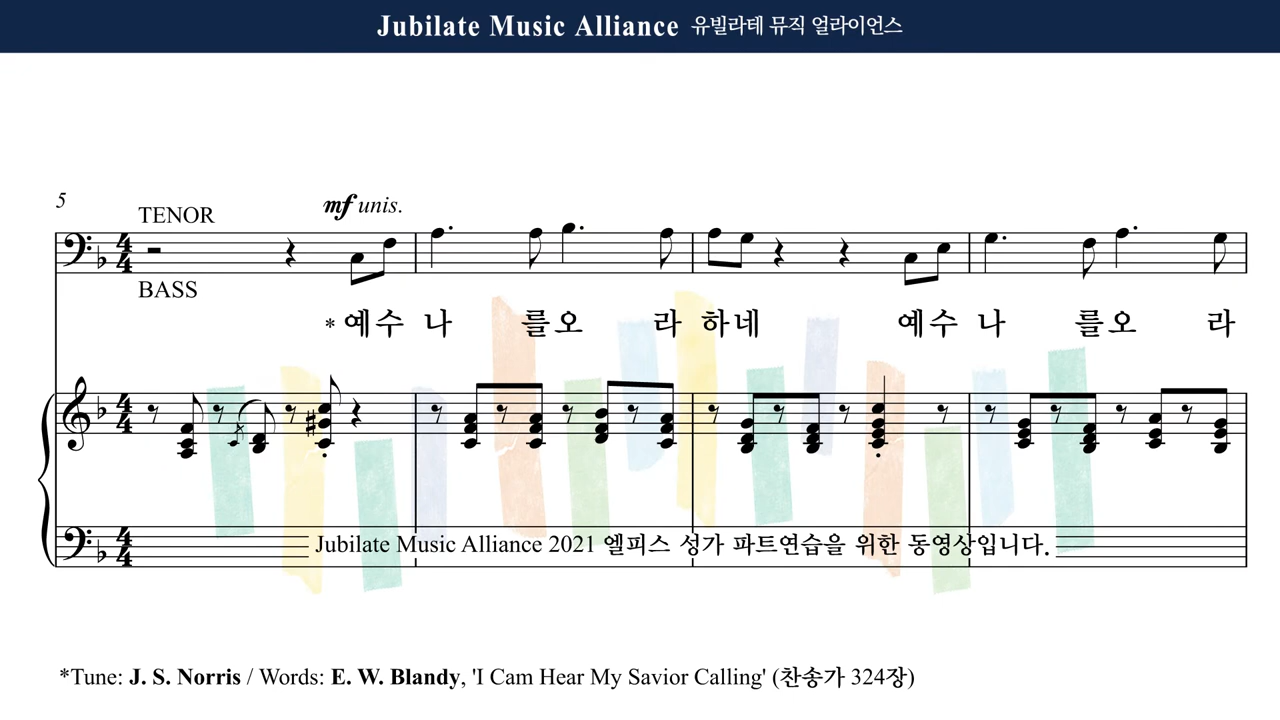 Jubilate Music Alliance 유빌라테 뮤직 얼라이언스
5
mf unis.
TENOR
BASS
* 예수 나 를오 라 하네 예수 나 를오 라
Jubilate Music Alliance 2021 엘피스 성가 파트연습을 위한 동영상입니다.
*Tune: J. S. Norris / Words: E. W. Blandy, 'I Cam Hear My Savior Calling' (찬송가 324장)